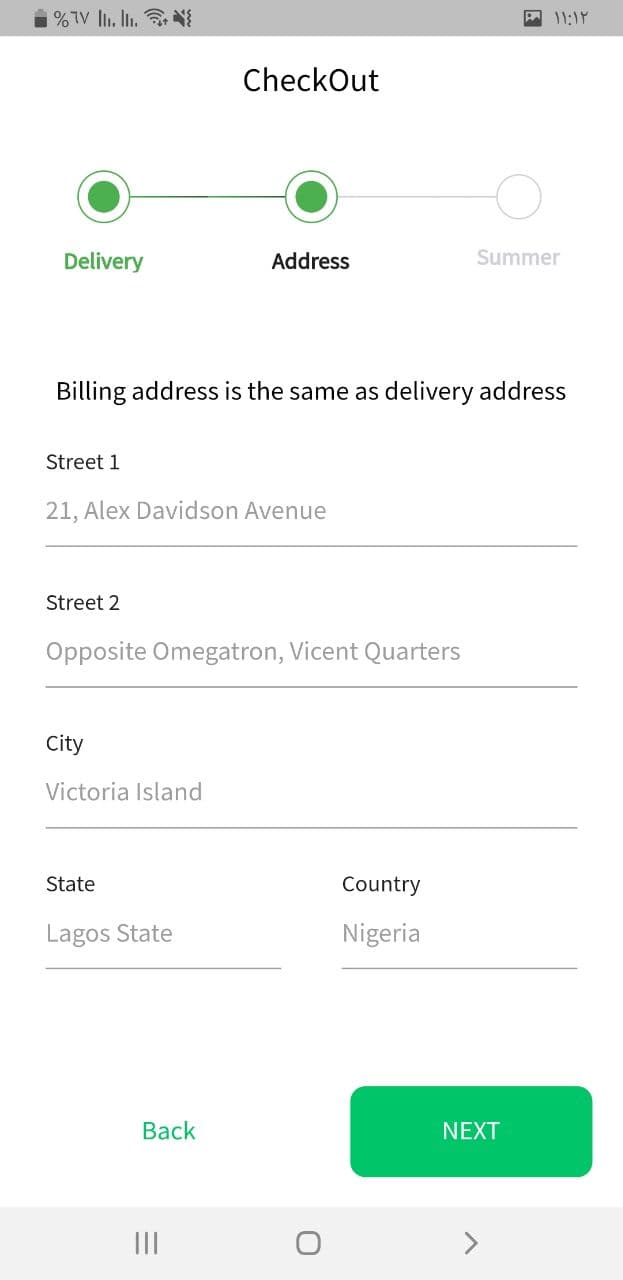 %٦٧ ١١:١٢
CheckOut
Delivery Address Summer
Billing address is the same as delivery address
Street 1
21, Alex Davidson Avenue
Street 2
Opposite Omegatron, Vicent Quarters
City
Victoria Island
State Country
Lagos State Nigeria
Back NEXT